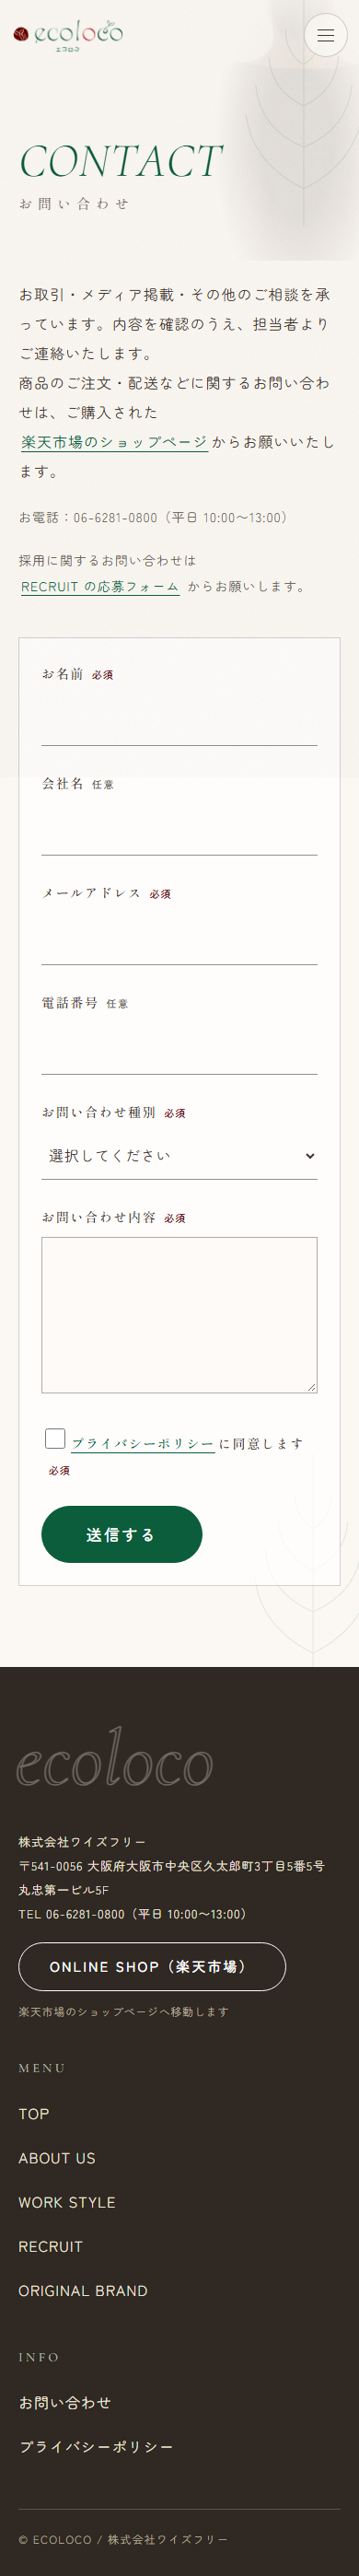 ecoloco
エコロコ
CONTACT
お問い合わせ
お取引・メディア掲載・その他のご相談を承
っています。内容を確認のうえ、担当者より
ご連絡いたします。
商品のご注文・配送などに関するお問い合わ
せは、ご購入された
楽天市場のショップページ からお願いいたし
ます。
お電話：06-6281-0800（平日 10:00〜13:00）
採用に関するお問い合わせは
RECRUIT の応募フォーム からお願いします。
お名前 必須
会社名 任意
メールアドレス 必須
電話番号 任意
お問い合わせ種別 必須
選択してください
お問い合わせ内容 必須
プライバシーポリシー に同意します
必須
送信する
ecoloco
株式会社ワイズフリー
〒541-0056 大阪府大阪市中央区久太郎町3丁目5番5号
丸忠第一ビル5F
TEL 06-6281-0800（平日 10:00〜13:00）
ONLINE SHOP（楽天市場）
楽天市場のショップページへ移動します
MENU
TOP
ABOUT US
WORK STYLE
RECRUIT
ORIGINAL BRAND
INFO
お問い合わせ
プライバシーポリシー
© ECOLOCO / 株式会社ワイズフリー